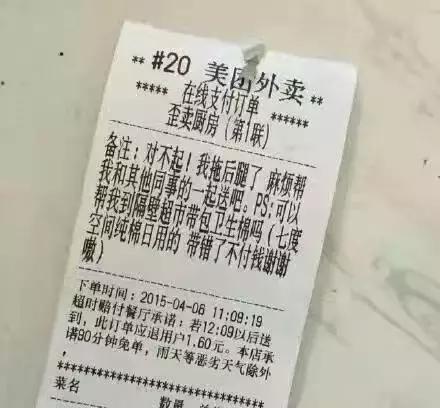 ** #20 美团外卖 **
***** 在线支付订单 ******
歪卖厨房（第1联）
备注：对不起！我拖后腿了 麻烦帮
我和其他同事的一起送吧。PS:可以
帮我到隔壁超市带包卫生棉吗（七度
空间纯棉日用的 带错了不付钱谢谢
嗷）
下单时间：2015-04-06 11:09:19
超时赔付餐厅承诺：若12:09以后送
到，此订单应退用户1.60元。本店承
诺90分钟免单，雨天等恶劣天气除外
，
******************************
菜名 数量